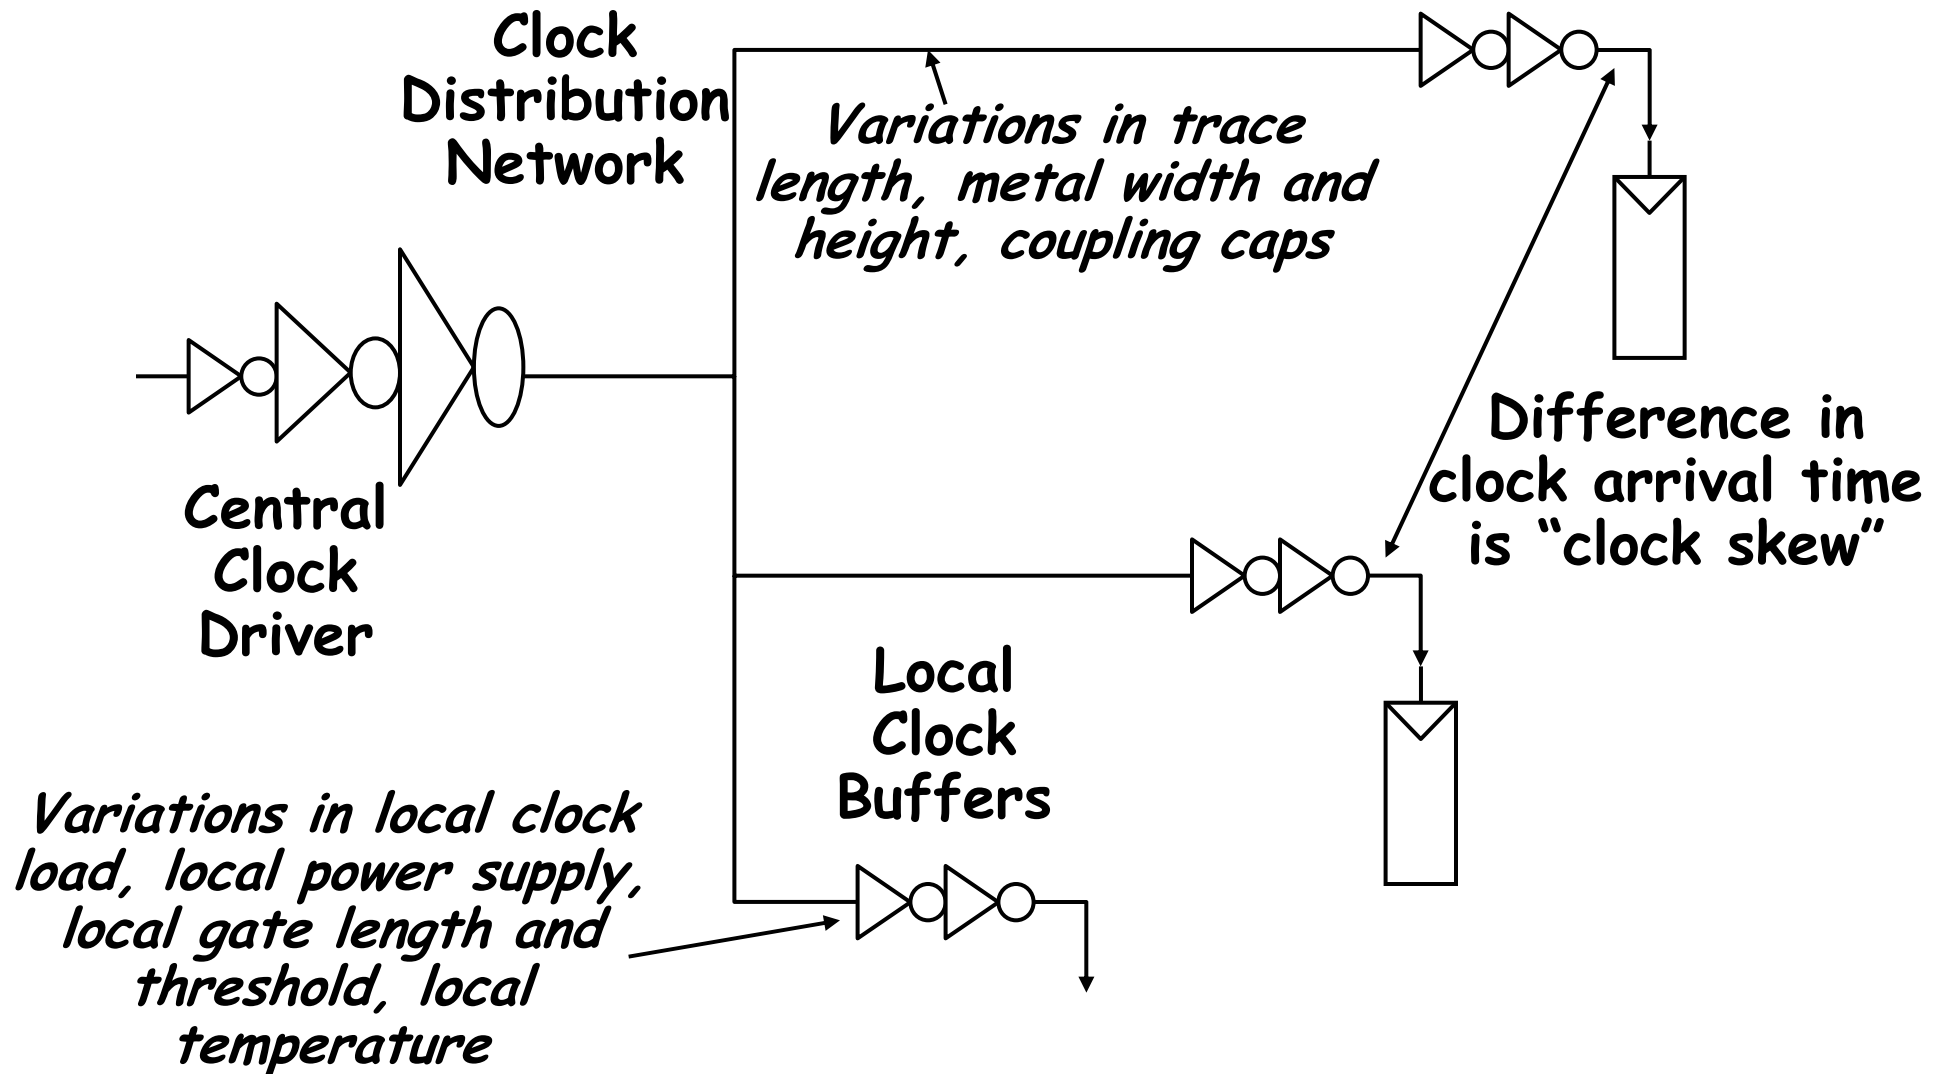 Clock
Distribution
Network
Variations in trace
length, metal width and
height, coupling caps
Difference in
clock arrival time
is “clock skew”
Central
Clock
Driver
Local
Clock
Buffers
Variations in local clock
load, local power supply,
local gate length and
threshold, local
temperature